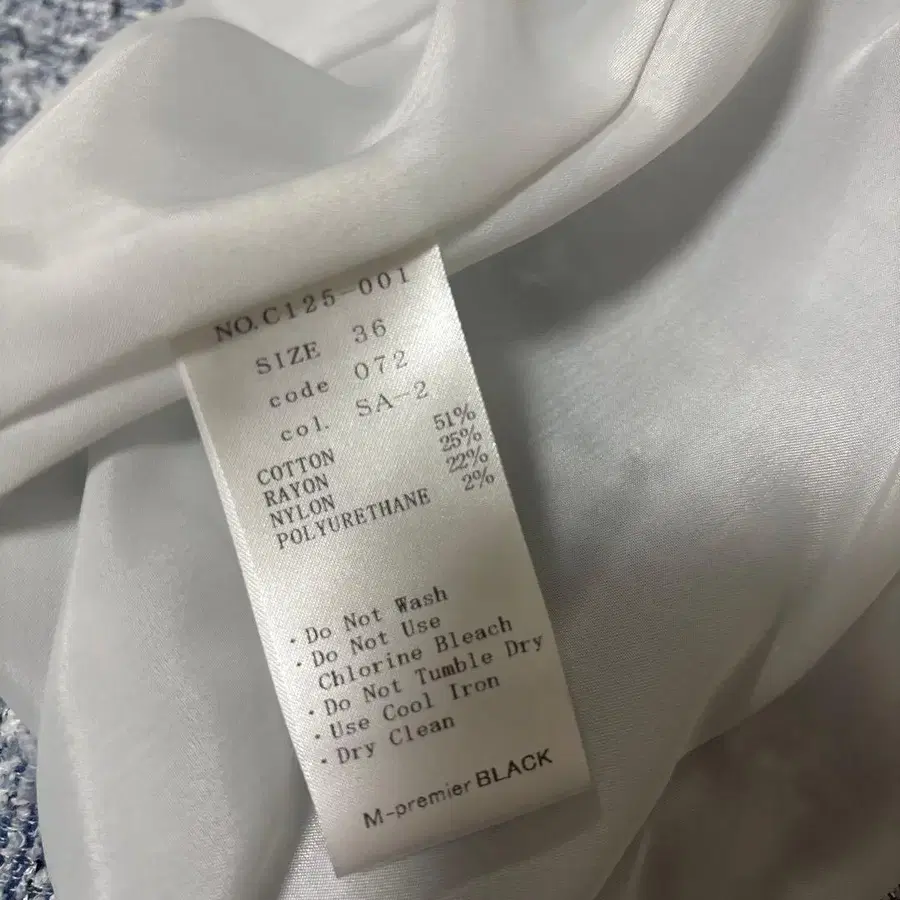 NO.C125-001
SIZE 36
code 072
col. SA-2
COTTON 51%
RAYON 25%
NYLON 22%
POLYURETHANE 2%
・Do Not Wash
・Do Not Use
Chlorine Bleach
・Do Not Tumble Dry
・Use Cool Iron
・Dry Clean
M-premier BLACK